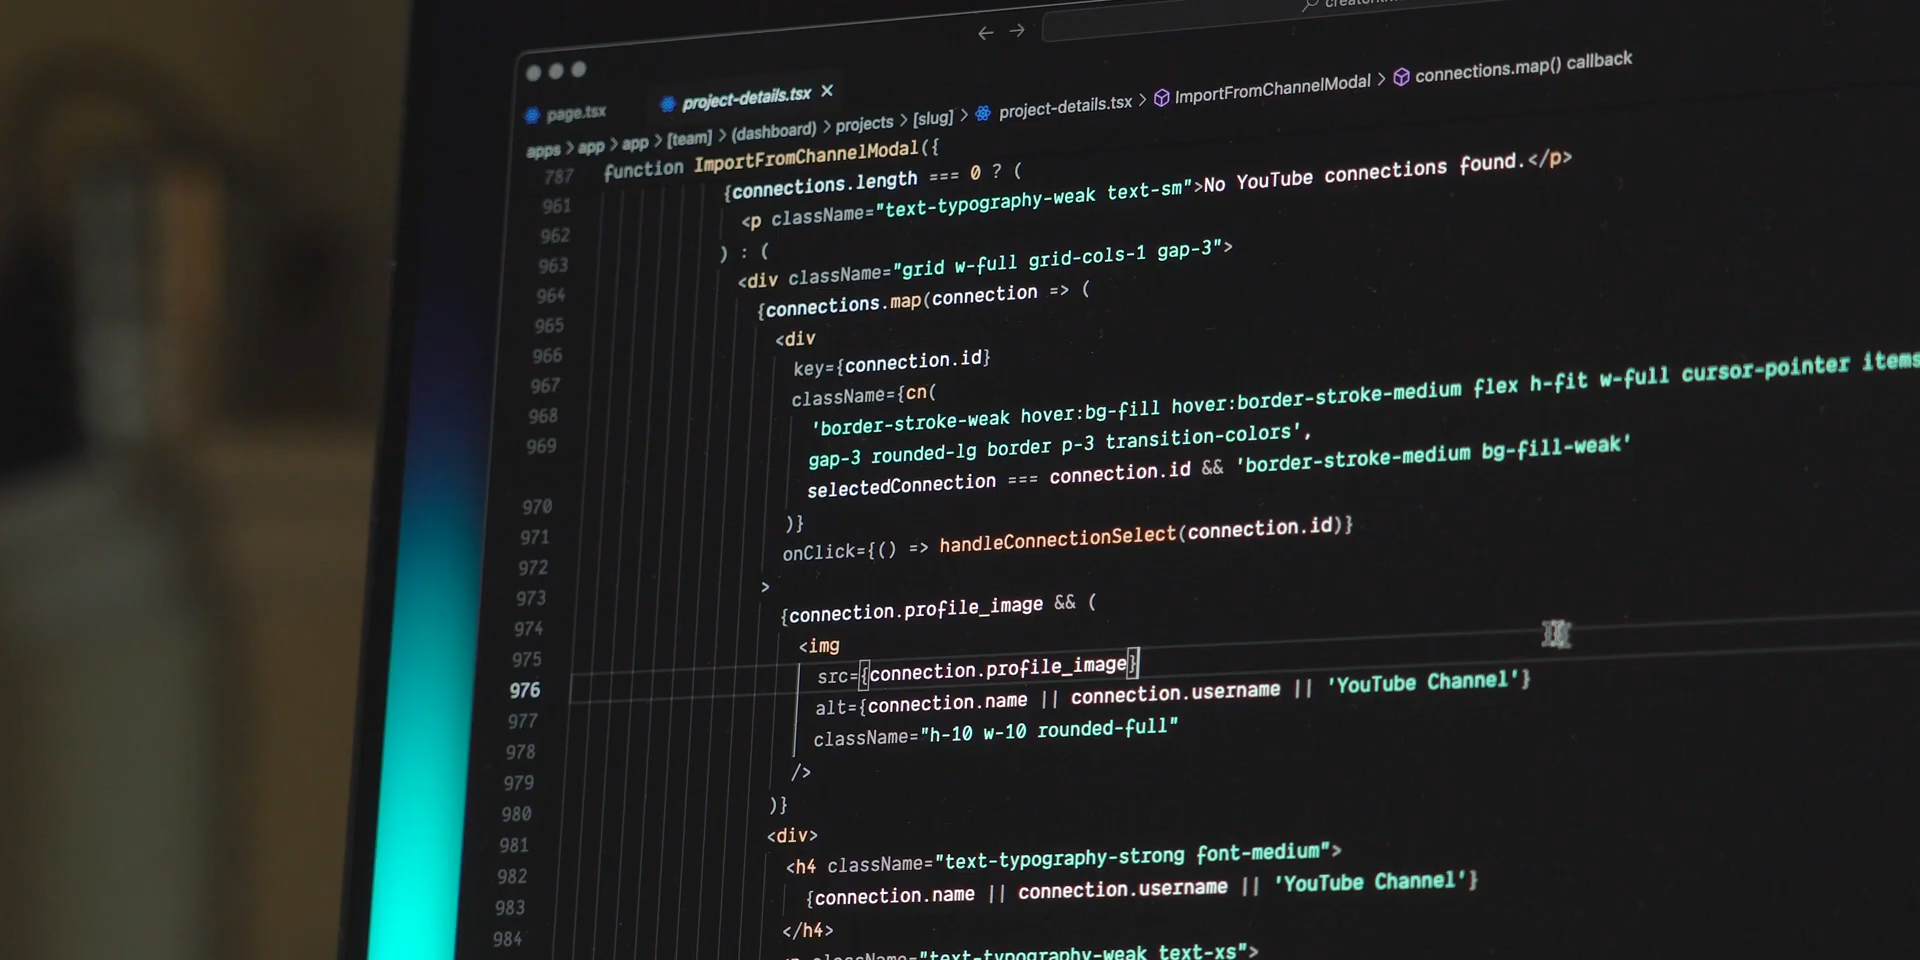 page.tsx
project-details.tsx
apps > app > app > [team] > (dashboard) > projects > [slug] > project-details.tsx > ImportFromChannelModal > connections.map() callback
787 function ImportFromChannelModal({
961 {connections.length === 0 ? (
962 <p className="text-typography-weak text-sm">No YouTube connections found.</p>
963 ) : (
964 <div className="grid w-full grid-cols-1 gap-3">
965 {connections.map(connection => (
966 <div
967 key={connection.id}
968 className={cn(
969 'border-stroke-weak hover:bg-fill hover:border-stroke-medium flex h-fit w-full cursor-pointer items
gap-3 rounded-lg border p-3 transition-colors',
970 selectedConnection === connection.id && 'border-stroke-medium bg-fill-weak'
971 )}
972 onClick={() => handleConnectionSelect(connection.id)}
973 >
974 {connection.profile_image && (
975 <img
976 src={connection.profile_image}
977 alt={connection.name || connection.username || 'YouTube Channel'}
978 className="h-10 w-10 rounded-full"
979 />
980 )}
981 <div>
982 <h4 className="text-typography-strong font-medium">
983 {connection.name || connection.username || 'YouTube Channel'}
984 </h4>
className="text-typography-weak text-xs">